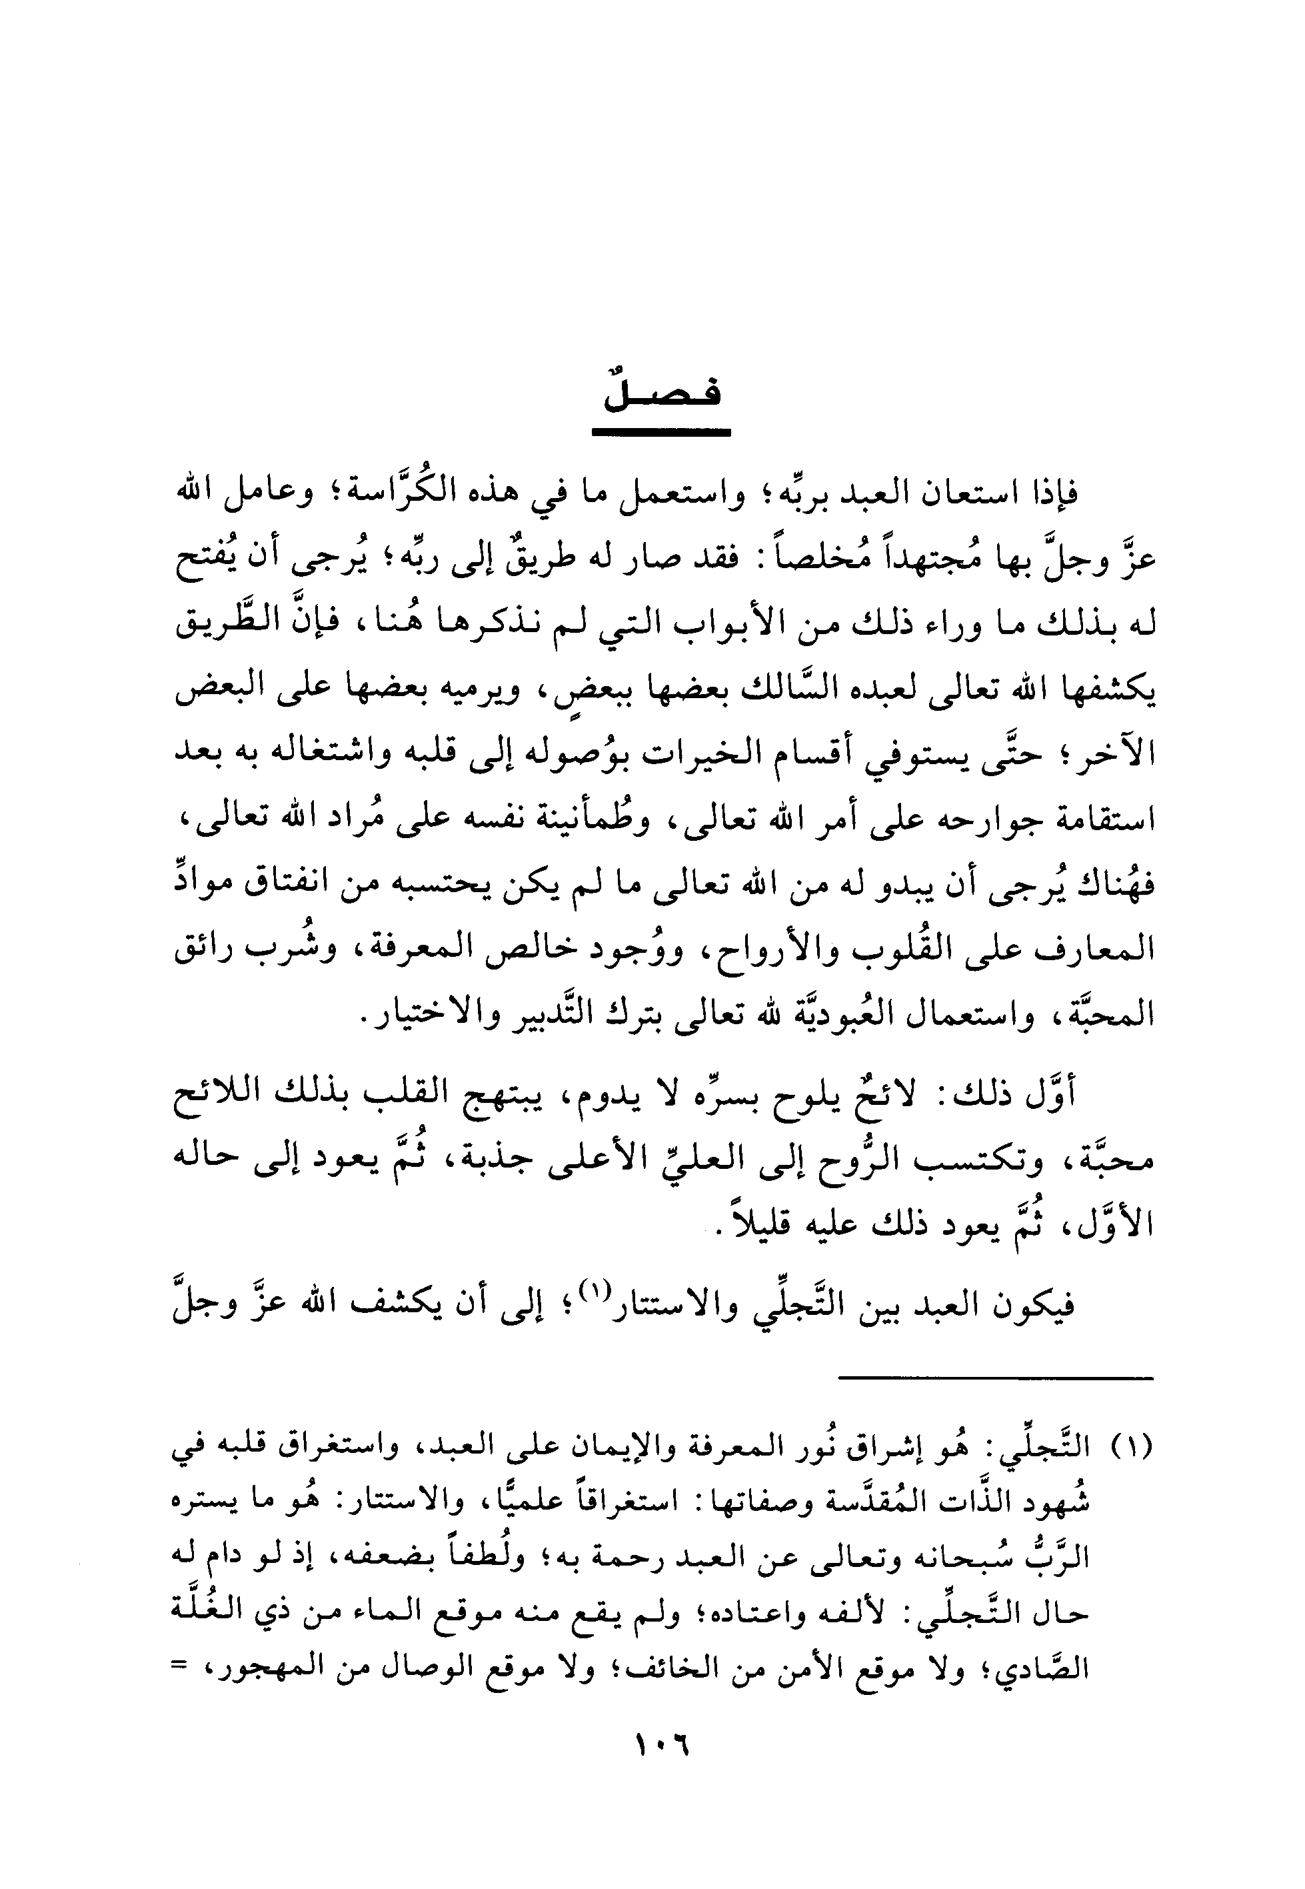 فصلٌ
فإذا استعان العبد بربِّه؛ واستعمل ما في هذه الكُرَّاسة؛ وعامل الله
عزَّ وجلَّ بها مُجتهداً مُخلصاً: فقد صار له طريقٌ إلى ربِّه؛ يُرجى أن يُفتح
له بذلك ما وراء ذلك من الأبواب التي لم نذكرها هُنا، فإنَّ الطَّريق
يكشفها الله تعالى لعبده السَّالك بعضها ببعضٍ، ويرميه بعضها على البعض
الآخر؛ حتَّى يستوفي أقسام الخيرات بوُصوله إلى قلبه واشتغاله به بعد
استقامة جوارحه على أمر الله تعالى، وطُمأنينة نفسه على مُراد الله تعالى،
فهُناك يُرجى أن يبدو له من الله تعالى ما لم يكن يحتسبه من انفتاق موادِّ
المعارف على القُلوب والأرواح، ووُجود خالص المعرفة، وشُرب رائق
المحبَّة، واستعمال العُبوديَّة لله تعالى بترك التَّدبير والاختيار.
أوَّل ذلك: لائحٌ يلوح بسرِّه لا يدوم، يبتهج القلب بذلك اللائح
محبَّة، وتكتسب الرُّوح إلى العليِّ الأعلى جذبة، ثُمَّ يعود إلى حاله
الأوَّل، ثُمَّ يعود ذلك عليه قليلاً.
فيكون العبد بين التَّجلِّي والاستتار(١)؛ إلى أن يكشف الله عزَّ وجلَّ
(١) التَّجلِّي: هُو إشراق نُور المعرفة والإيمان على العبد، واستغراق قلبه في
شُهود الذَّات المُقدَّسة وصفاتها: استغراقاً علميًّا، والاستتار: هُو ما يستره
الرَّبُّ سُبحانه وتعالى عن العبد رحمة به؛ ولُطفاً بضعفه، إذ لو دام له
حال التَّجلِّي: لألفه واعتاده؛ ولم يقع منه موقع الماء من ذي الغُلَّة
الصَّادي؛ ولا موقع الأمن من الخائف؛ ولا موقع الوصال من المهجور، =
١٠٦